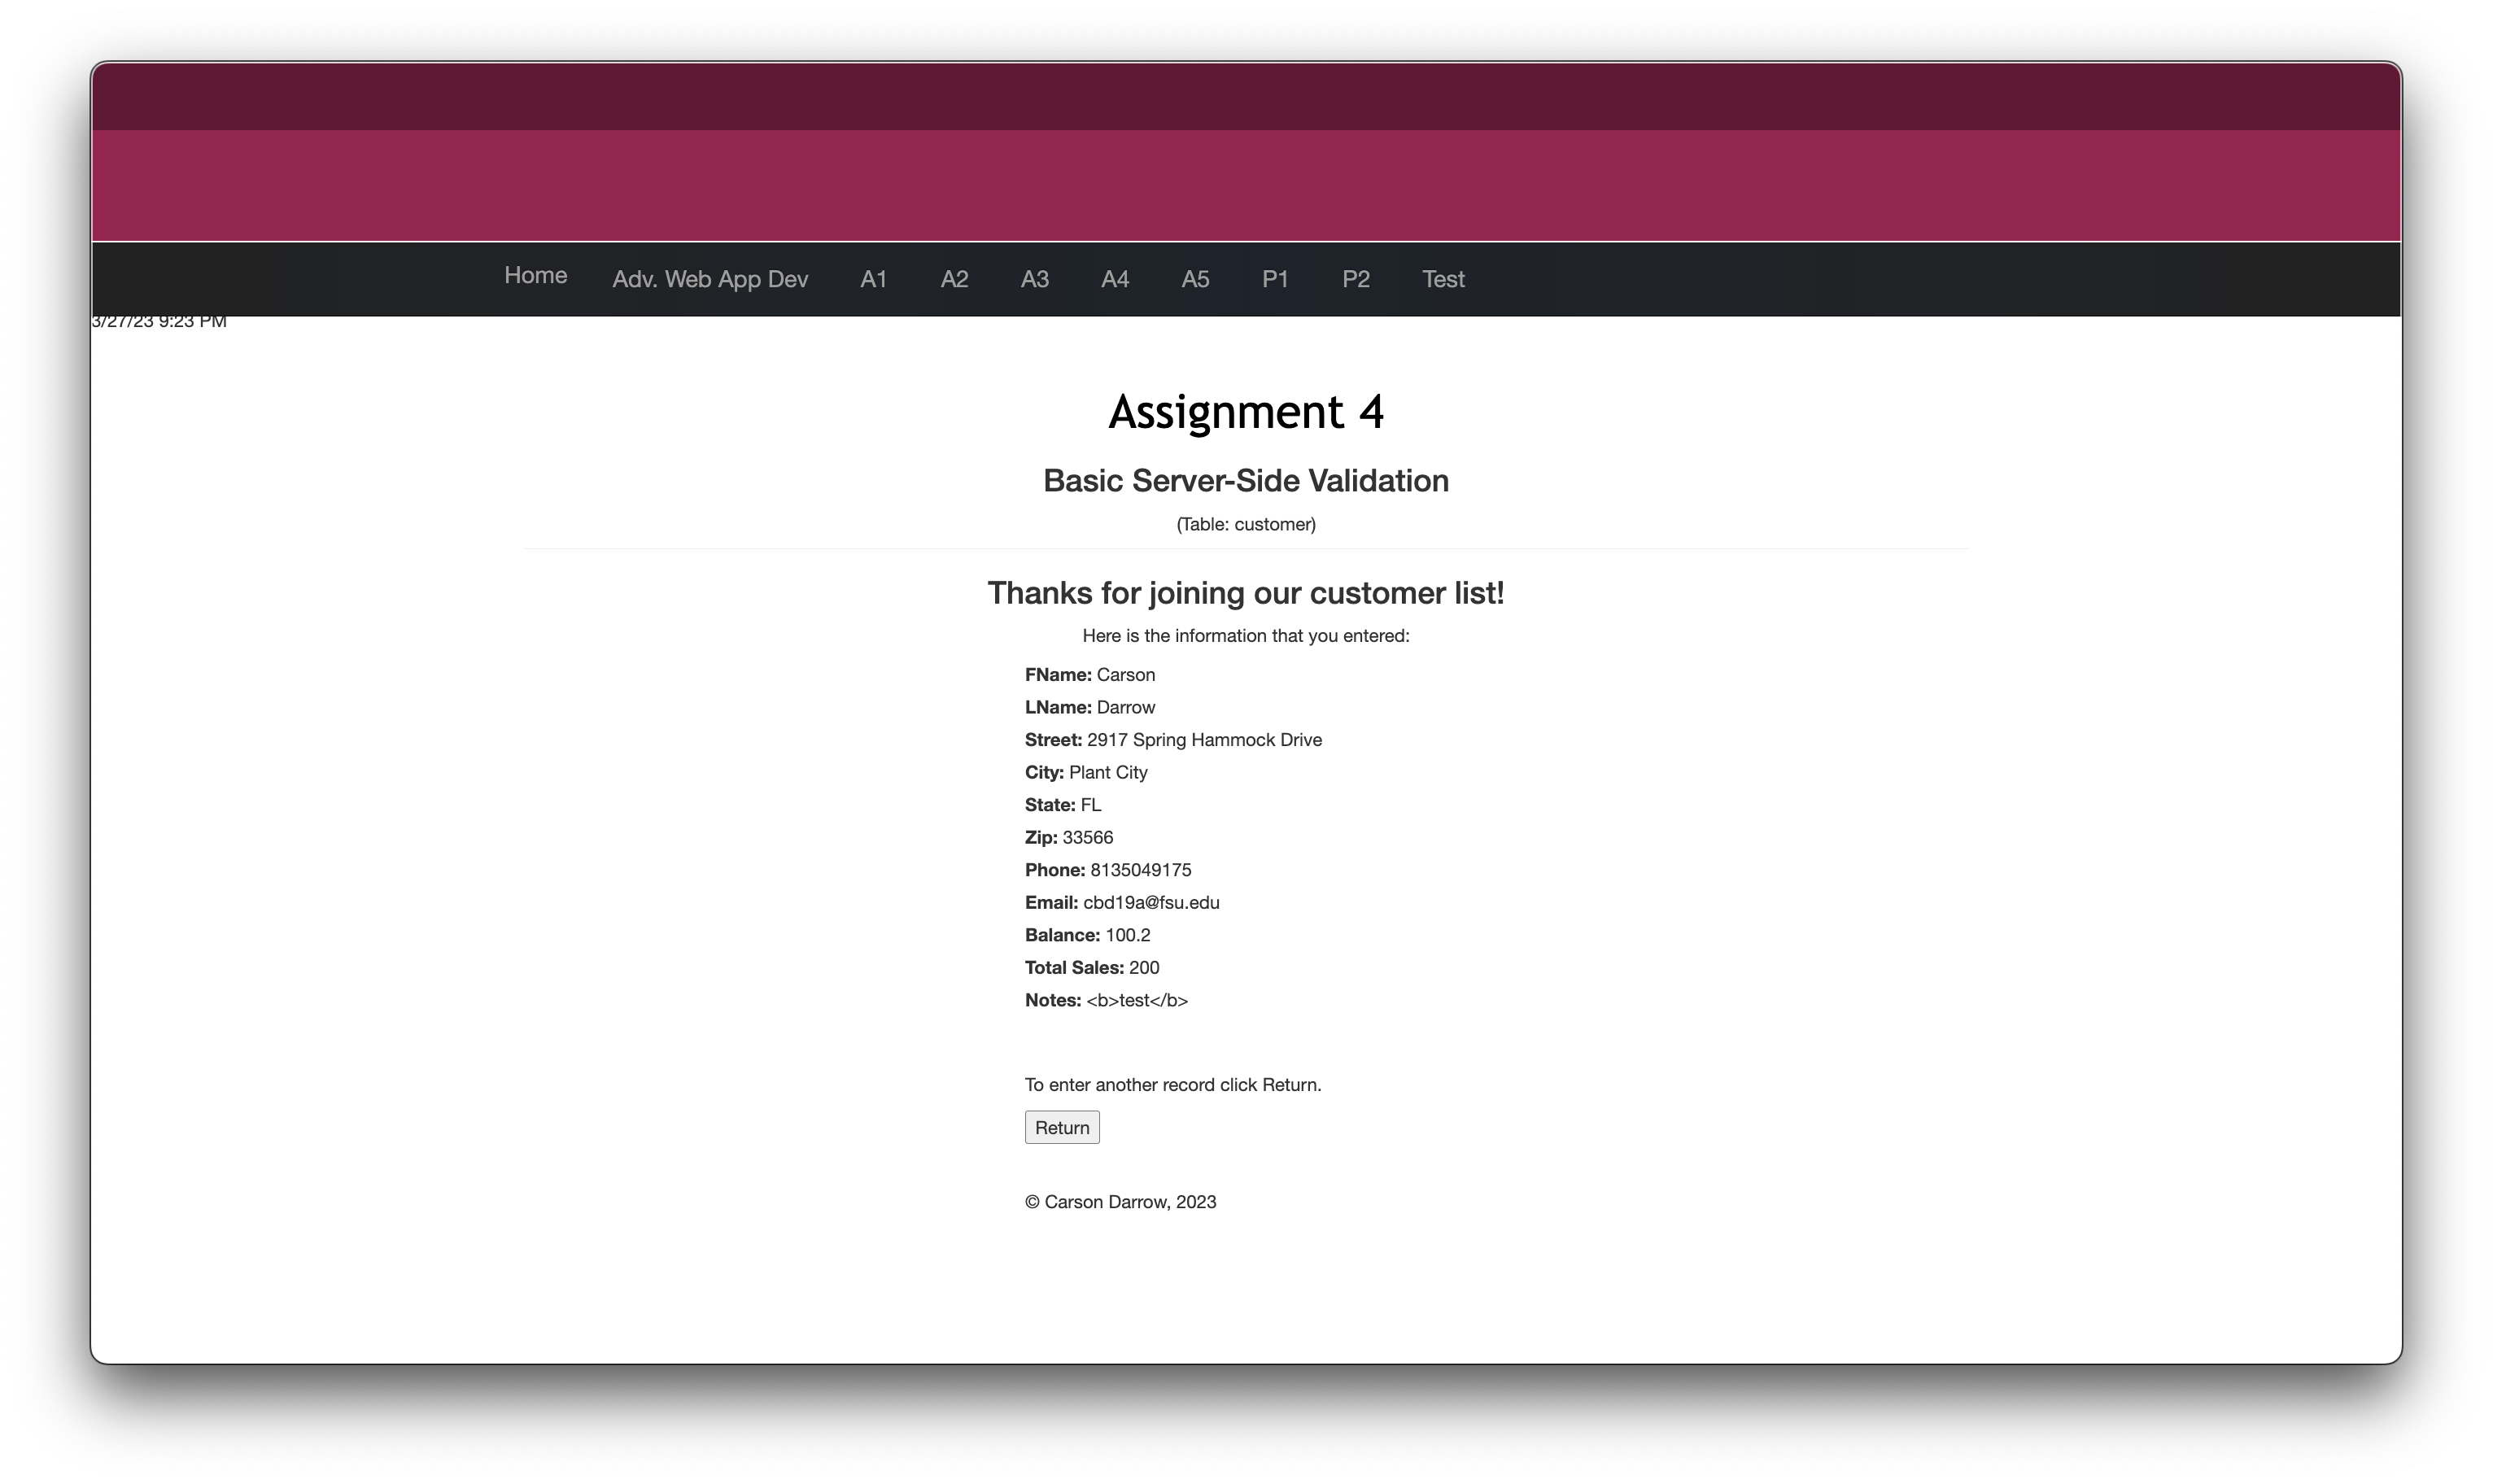 Home Adv. Web App Dev A1 A2 A3 A4 A5 P1 P2 Test
3/27/23 9:23 PM
Assignment 4
Basic Server-Side Validation
(Table: customer)
Thanks for joining our customer list!
Here is the information that you entered:
FName: Carson
LName: Darrow
Street: 2917 Spring Hammock Drive
City: Plant City
State: FL
Zip: 33566
Phone: 8135049175
Email: cbd19a@fsu.edu
Balance: 100.2
Total Sales: 200
Notes: <b>test</b>
To enter another record click Return.
Return
© Carson Darrow, 2023